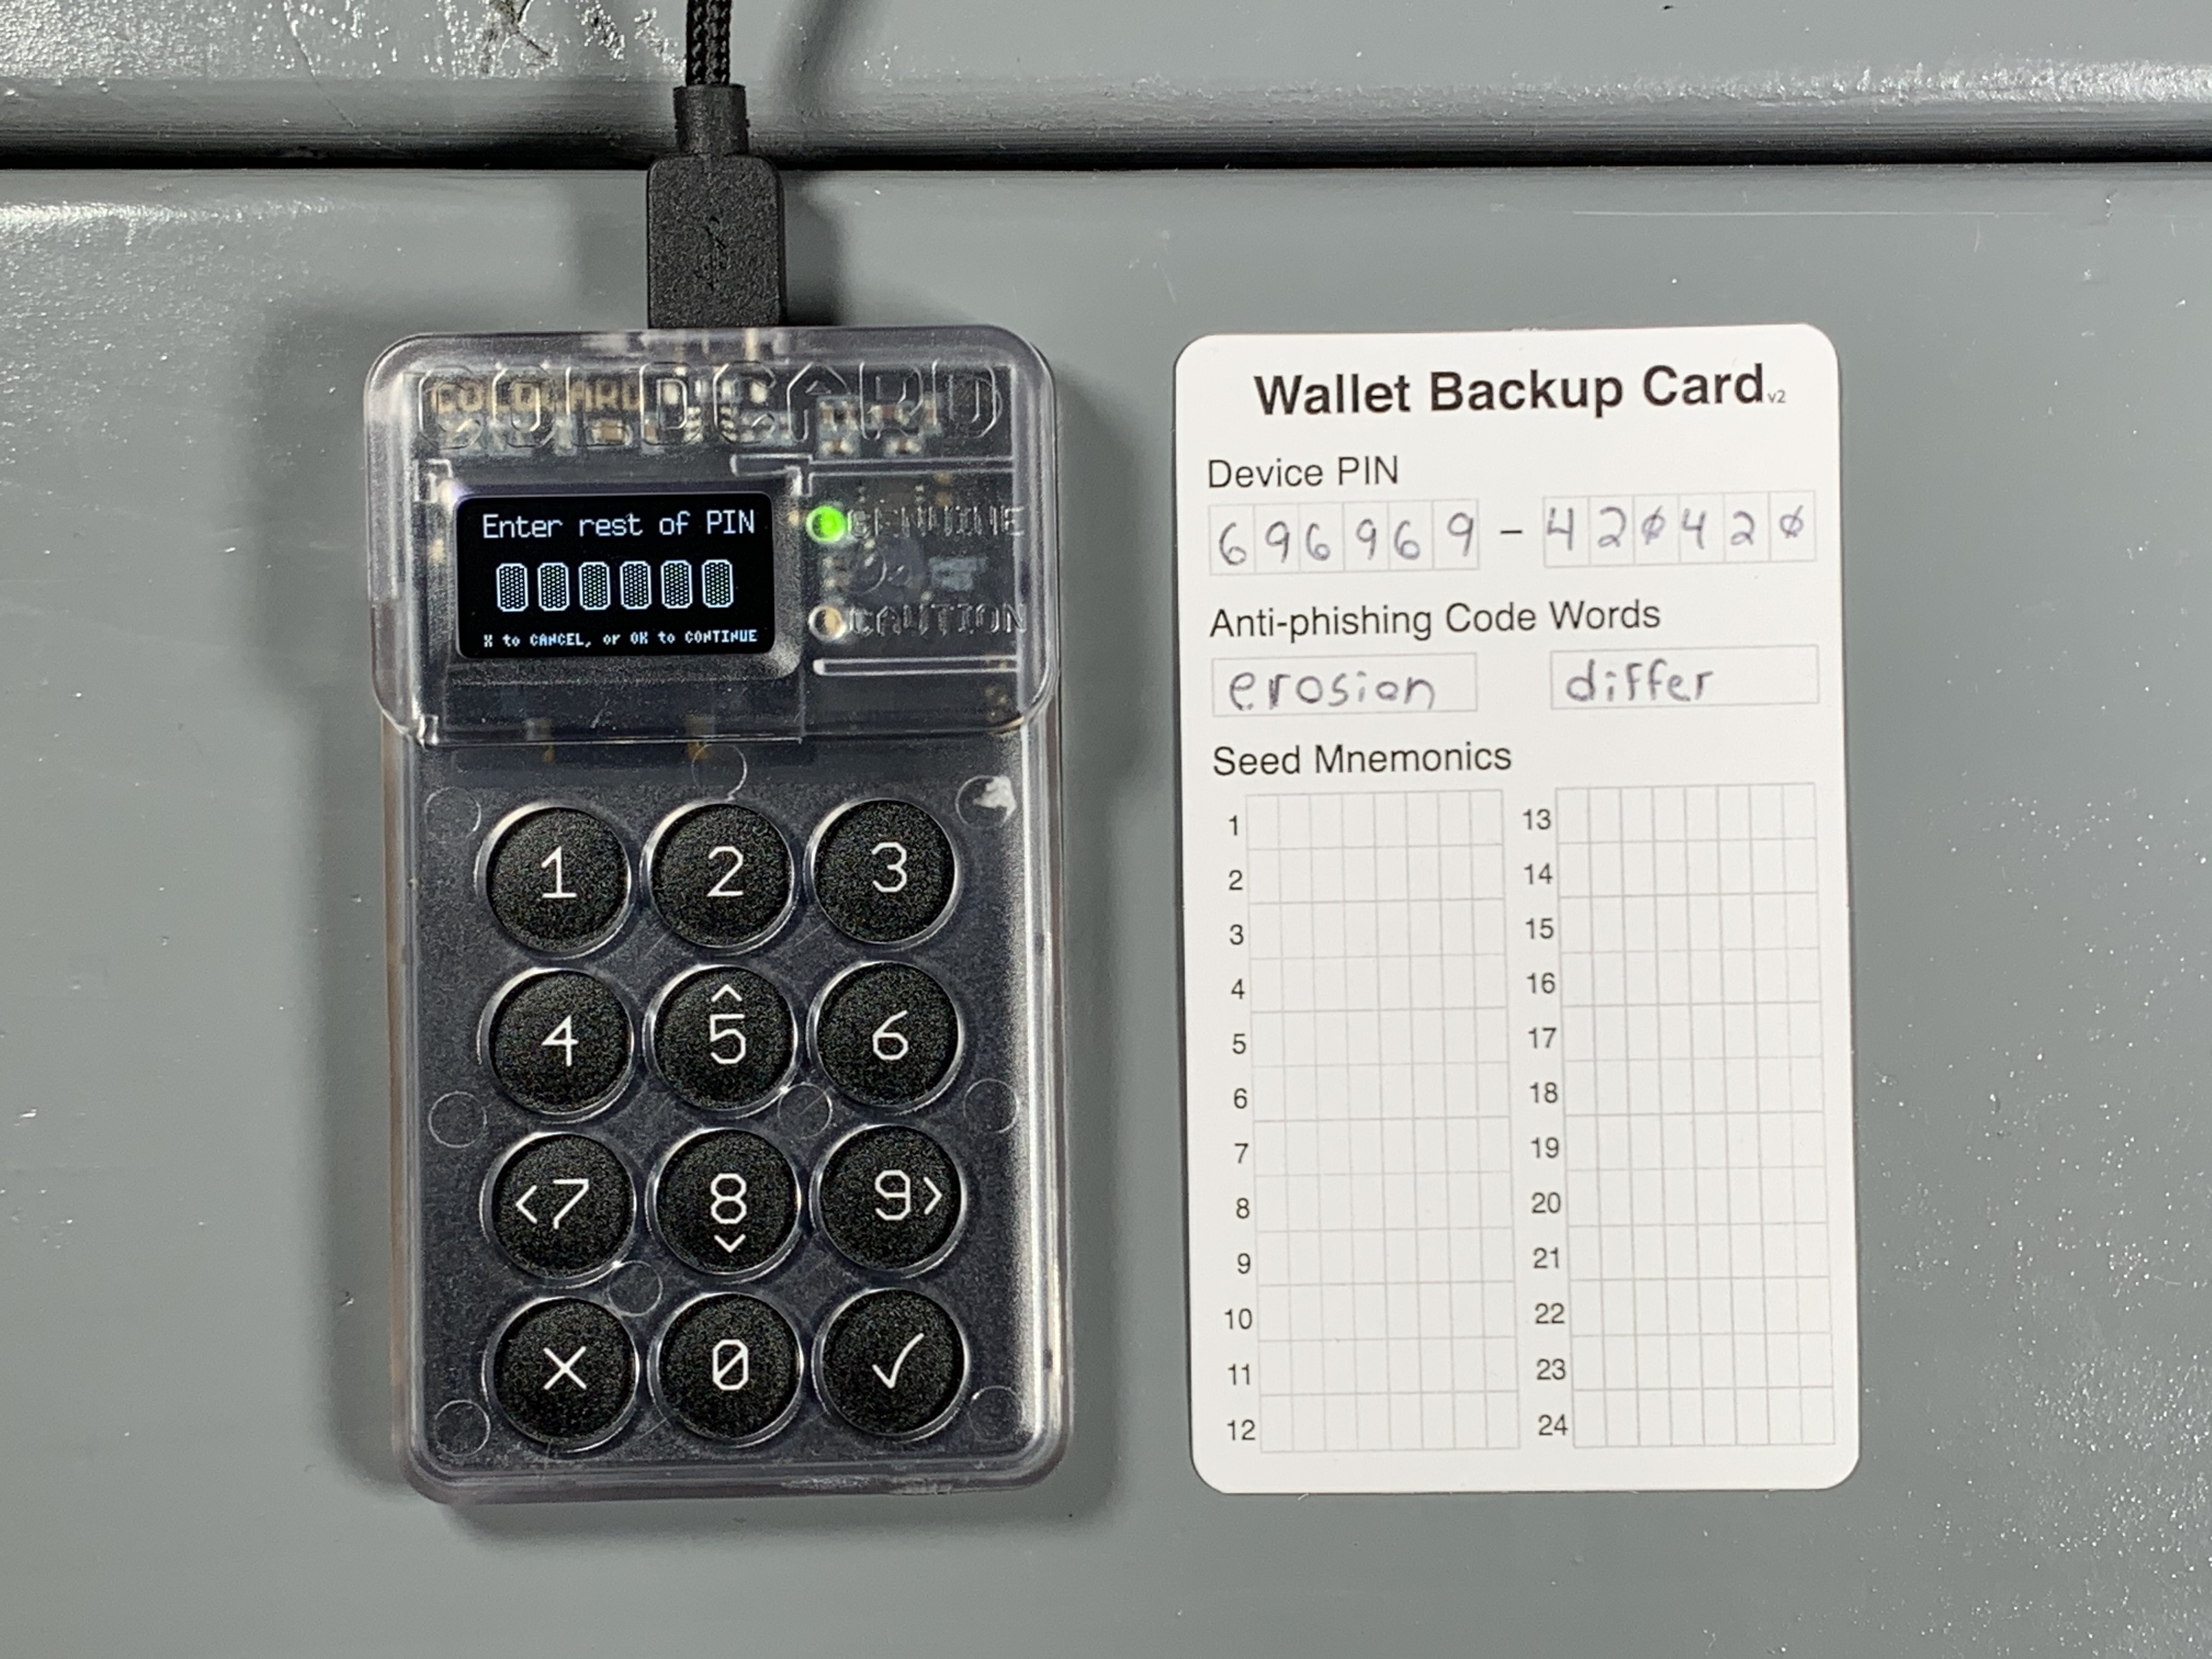 COLDCARD
Enter rest of PIN
X to CANCEL, or OK to CONTINUE
GENUINE
CAUTION
1 2 3
4 ^5 6
<7 8⌄ 9>
X 0 ✓
Wallet Backup Card v2
Device PIN
696969 - 420420
Anti-phishing Code Words
erosion differ
Seed Mnemonics
1 13
2 14
3 15
4 16
5 17
6 18
7 19
8 20
9 21
10 22
11 23
12 24